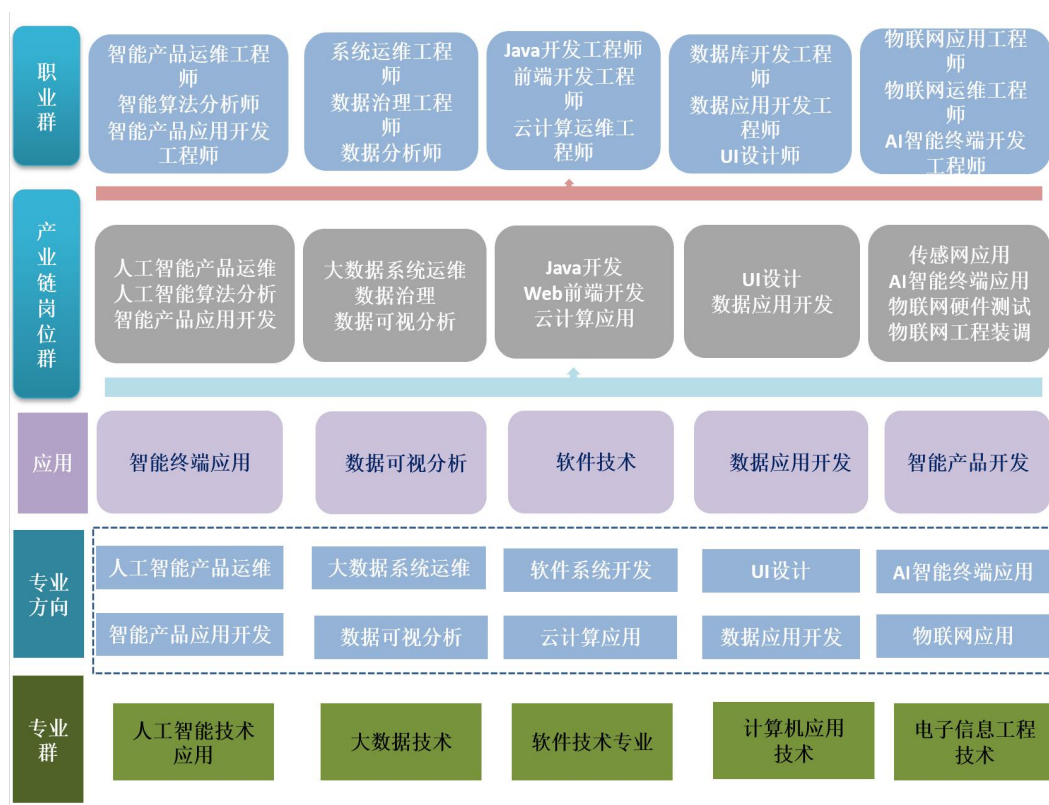 职业群
智能产品运维工程
师
智能算法分析师
智能产品应用开发
工程师
系统运维工程
师
数据治理工程
师
数据分析师
Java开发工程师
前端开发工程
师
云计算运维工
程师
数据库开发工程
师
数据应用开发工
程师
UI设计师
物联网应用工程
师
物联网运维工程
师
AI智能终端开发
工程师
产业链岗位群
人工智能产品运维
人工智能算法分析
智能产品应用开发
大数据系统运维
数据治理
数据可视分析
Java开发
Web前端开发
云计算应用
UI设计
数据应用开发
传感网应用
AI智能终端应用
物联网硬件测试
物联网工程装调
应用
智能终端应用
数据可视分析
软件技术
数据应用开发
智能产品开发
专业
方向
人工智能产品运维
大数据系统运维
软件系统开发
UI设计
AI智能终端应用
智能产品应用开发
数据可视分析
云计算应用
数据应用开发
物联网应用
专业
群
人工智能技术
应用
大数据技术
软件技术专业
计算机应用
技术
电子信息工程
技术